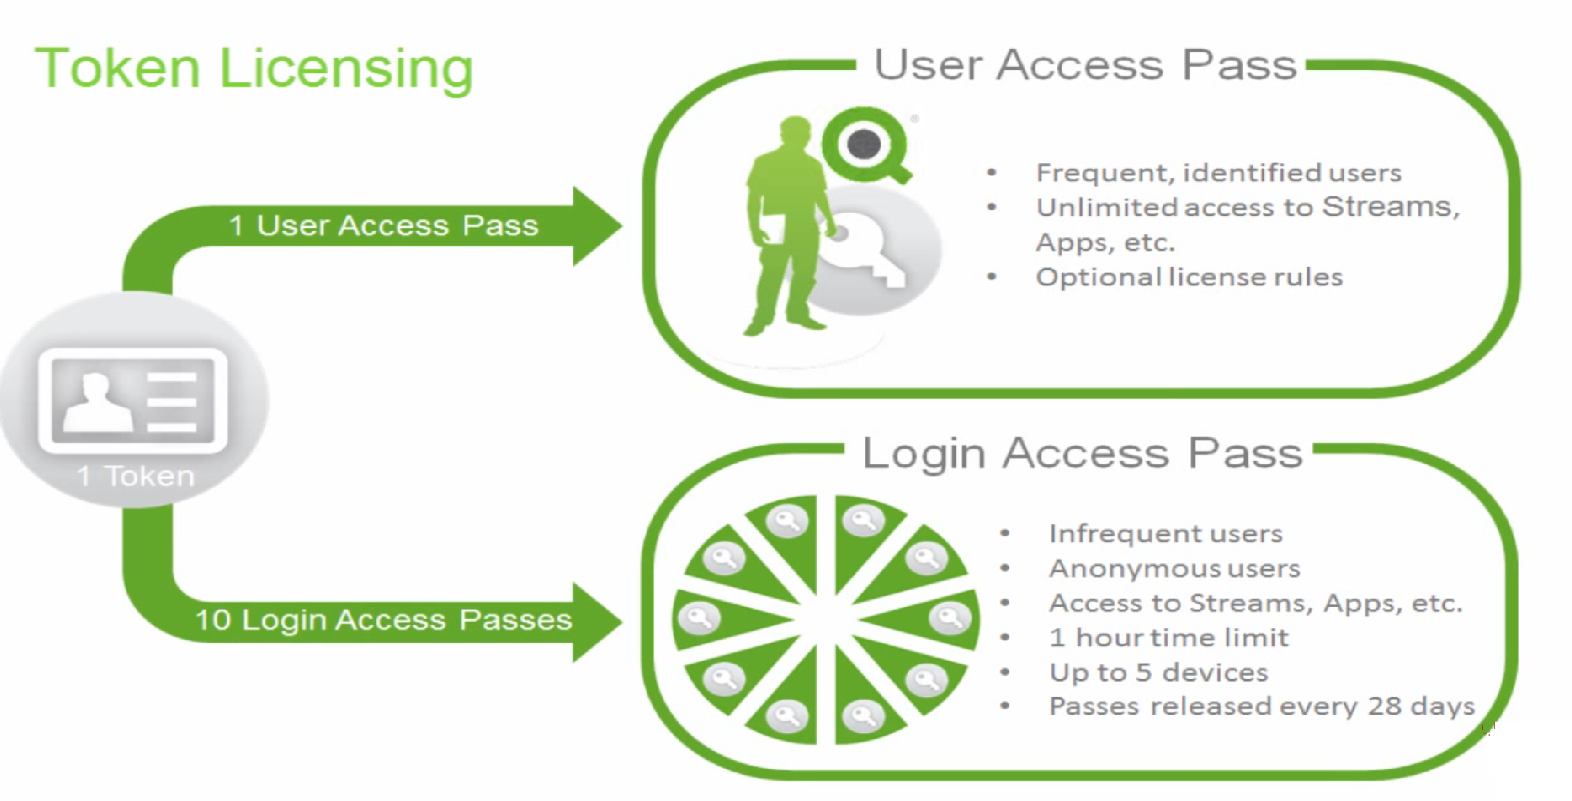 Token Licensing
User Access Pass
®
• Frequent, identified users
• Unlimited access to Streams,
Apps, etc.
• Optional license rules
1 User Access Pass
1 Token
10 Login Access Passes
Login Access Pass
• Infrequent users
• Anonymous users
• Access to Streams, Apps, etc.
• 1 hour time limit
• Up to 5 devices
• Passes released every 28 days